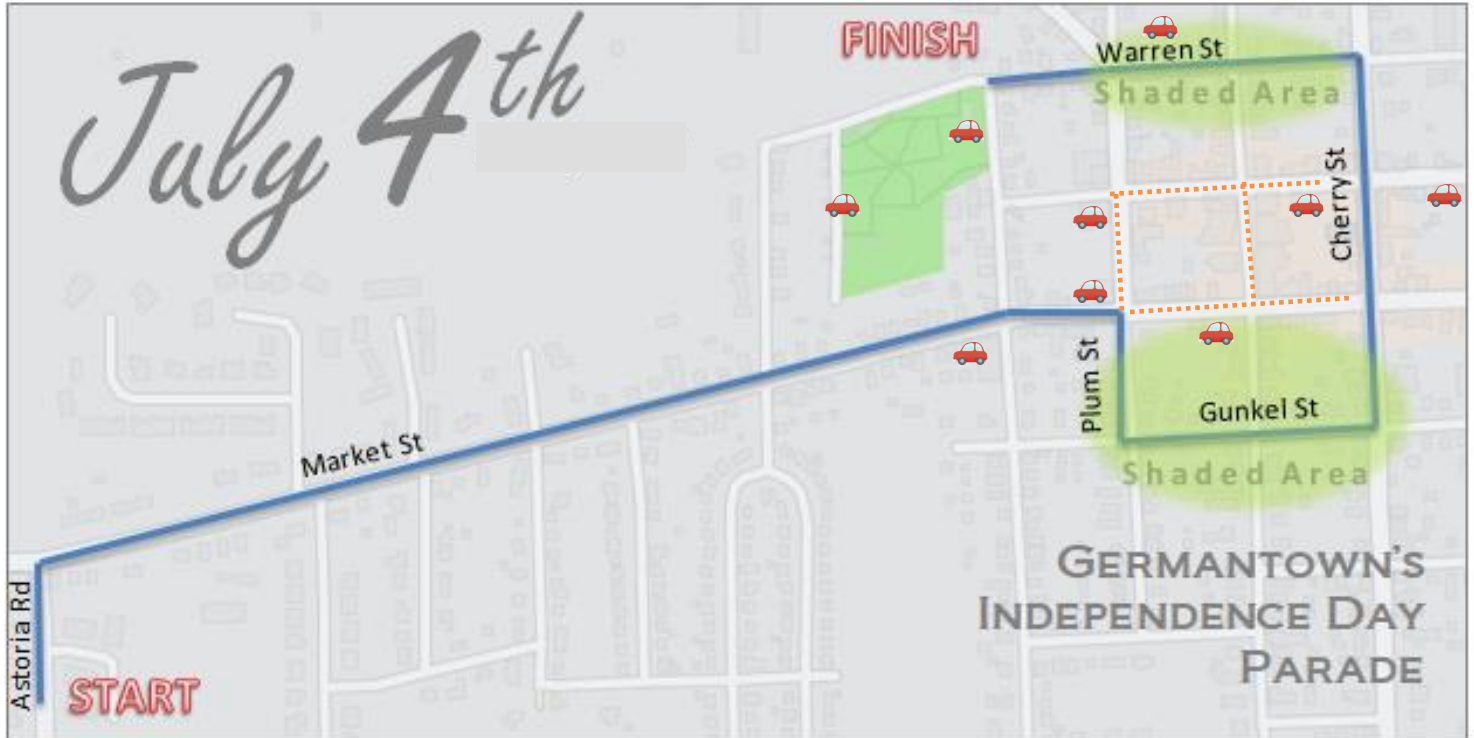 July 4th
FINISH
Warren St
Shaded Area
Cherry St
Plum St
Gunkel St
Shaded Area
Market St
Astoria Rd
START
GERMANTOWN'S
INDEPENDENCE DAY
PARADE